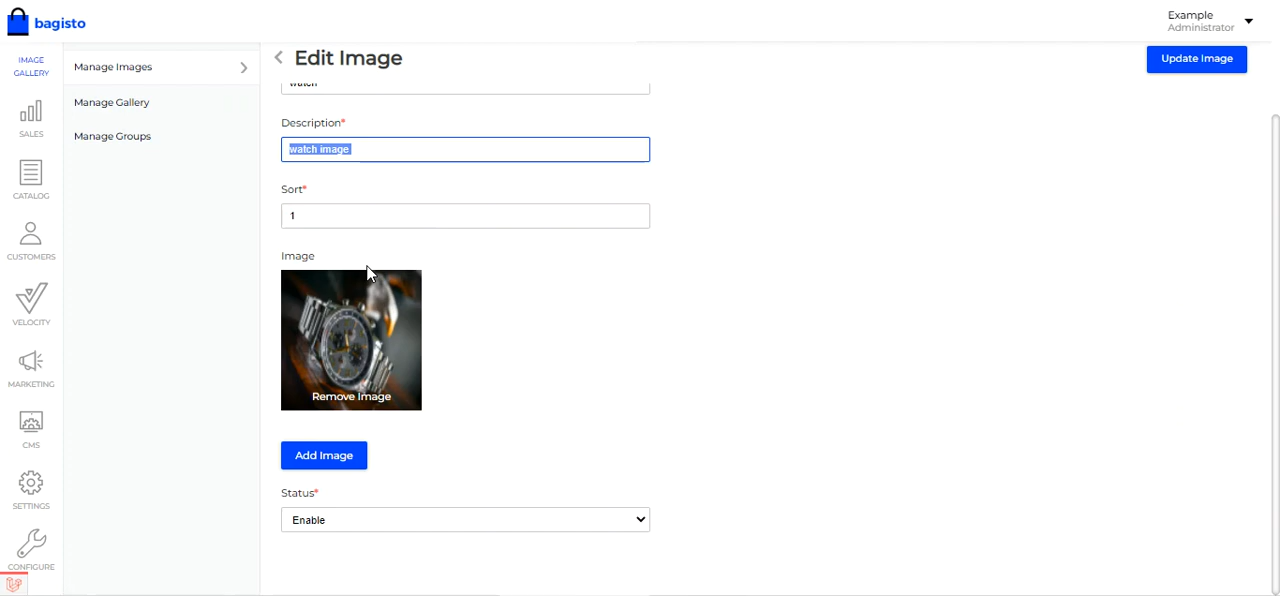 bagisto
Example
Administrator
IMAGE
GALLERY
SALES
CATALOG
CUSTOMERS
VELOCITY
MARKETING
CMS
SETTINGS
CONFIGURE
Manage Images
Manage Gallery
Manage Groups
Edit Image
Update Image
watch
Description*
watch image
Sort*
1
Image
Remove Image
Add Image
Status*
Enable